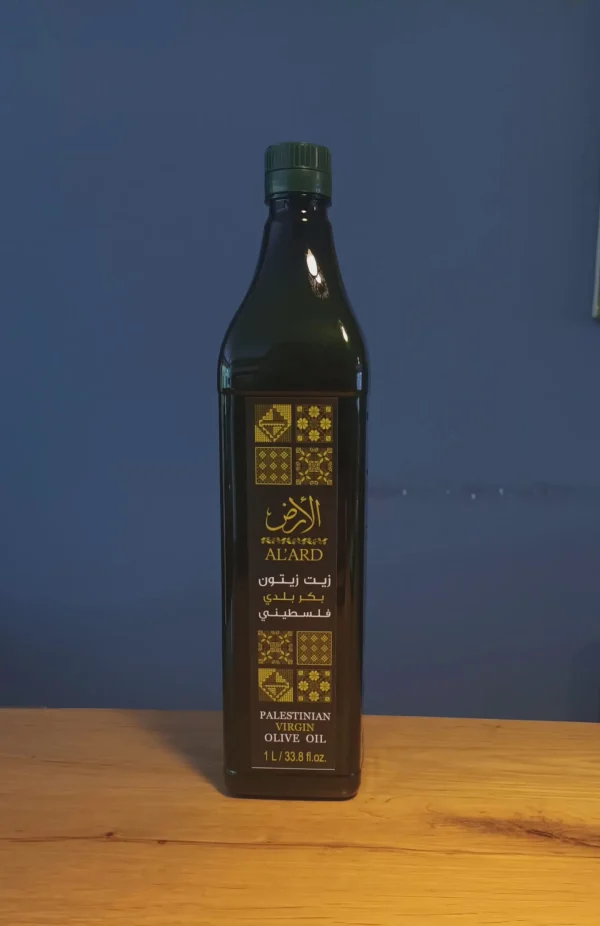 الأرض
AL'ARD
زيت زيتون
بكر بلدي
فلسطيني
PALESTINIAN
VIRGIN
OLIVE OIL
1 L / 33.8 fl.oz.